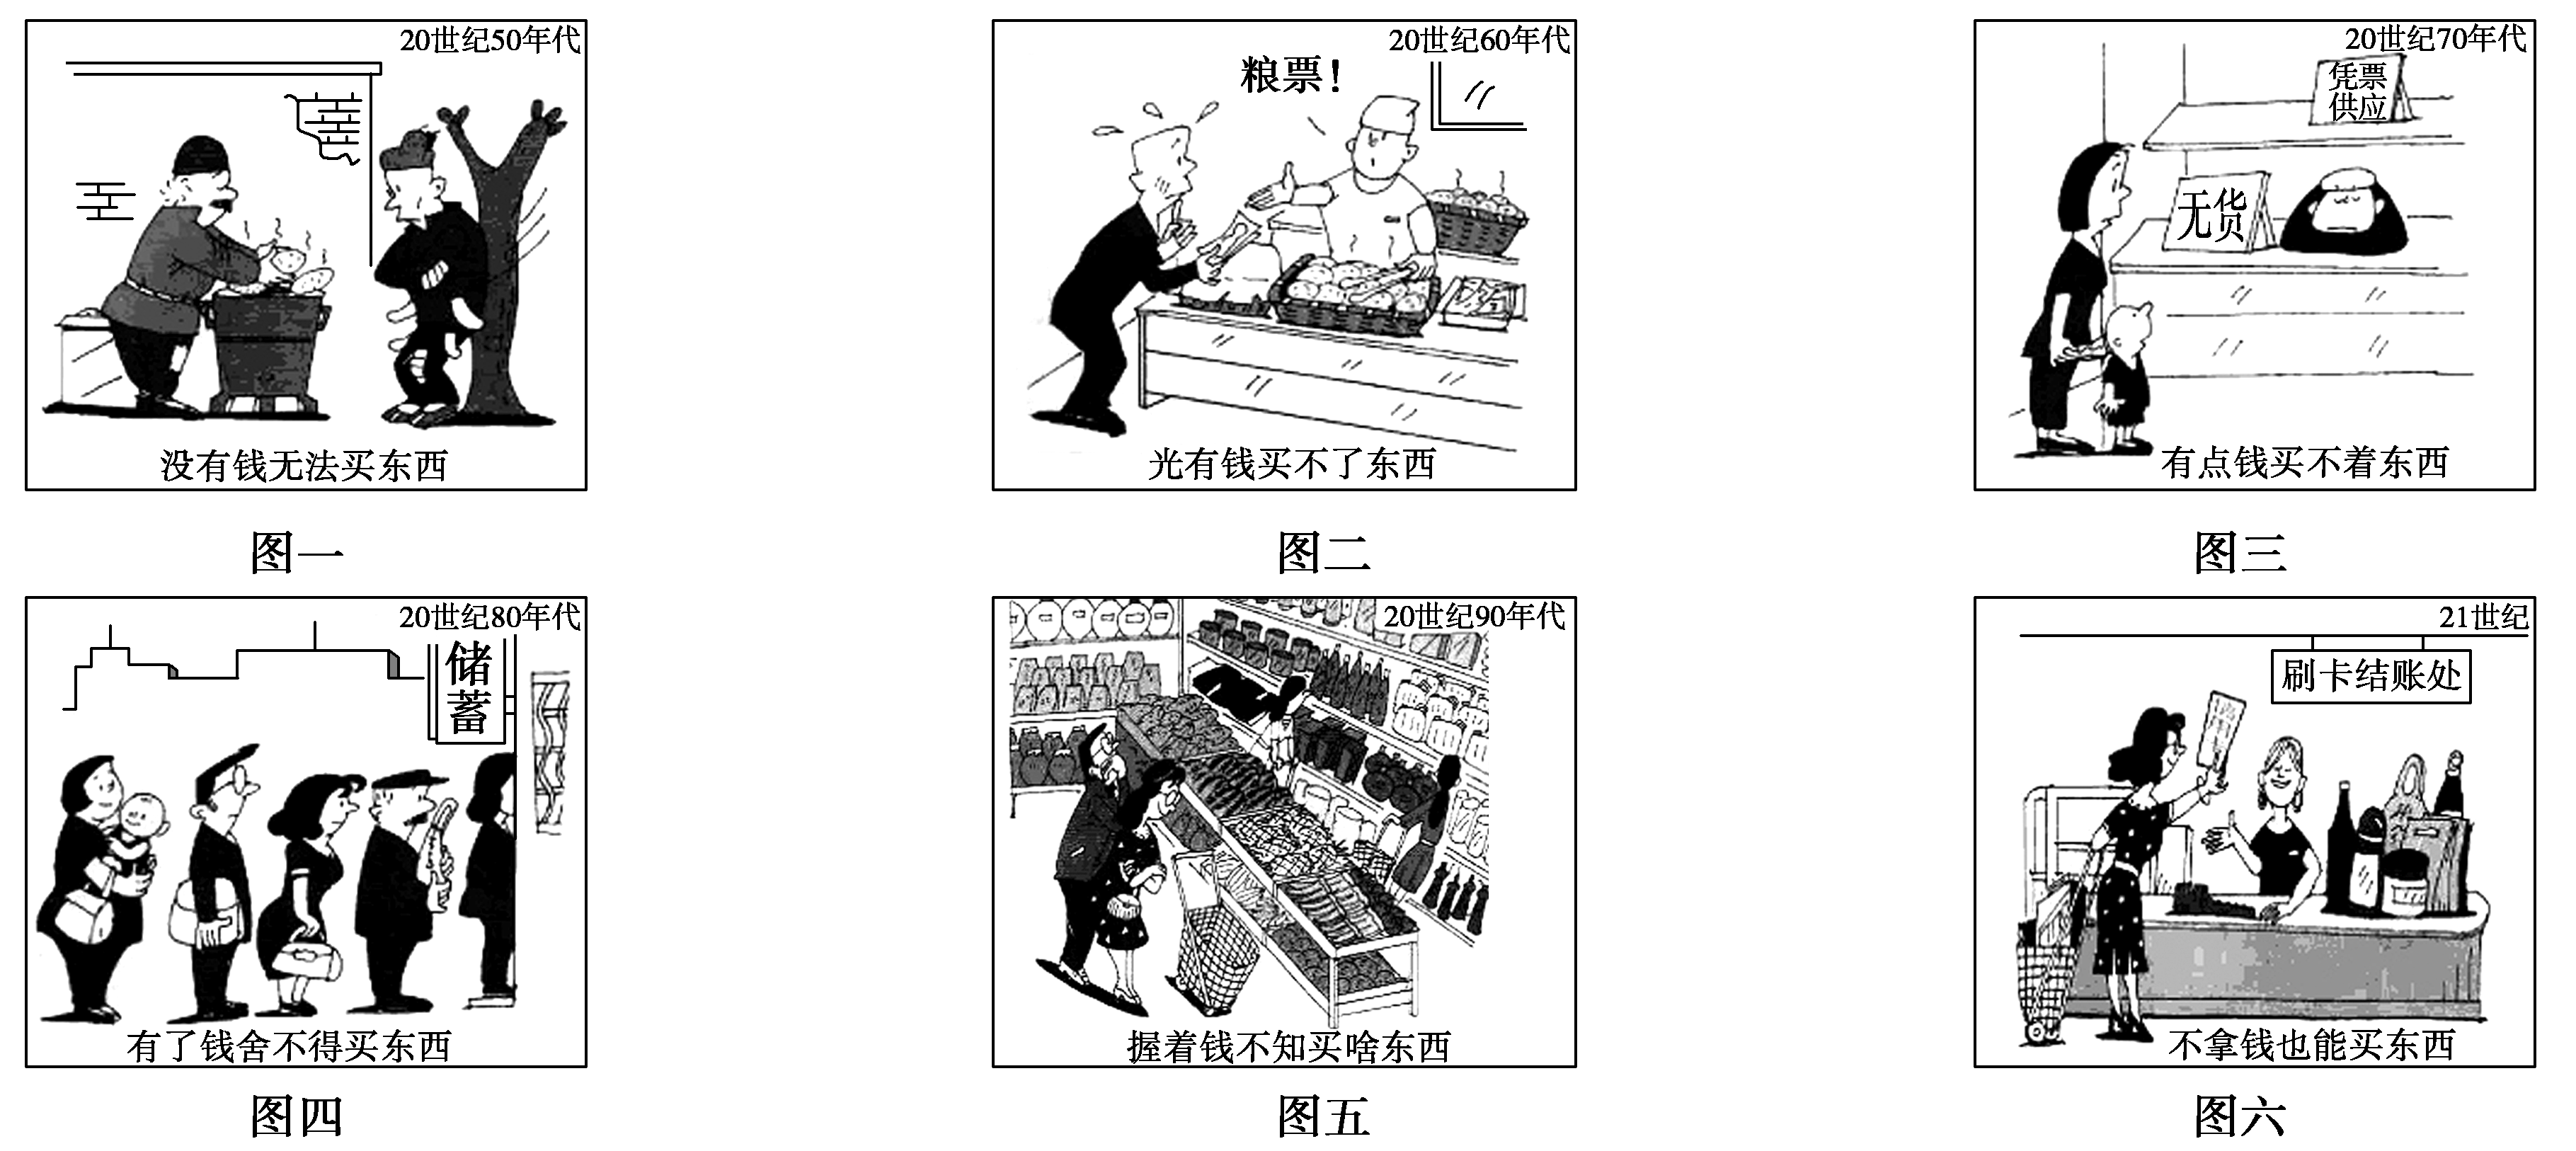 20世纪50年代
没有钱无法买东西
图一
20世纪60年代
粮票！
光有钱买不了东西
图二
20世纪70年代
凭票
供应
无货
有点钱买不着东西
图三
20世纪80年代
储
蓄
有了钱舍不得买东西
图四
20世纪90年代
握着钱不知买啥东西
图五
21世纪
刷卡结账处
不拿钱也能买东西
图六